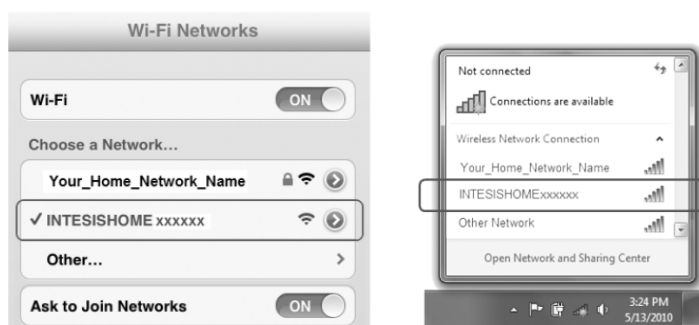 Wi-Fi Networks
Wi-Fi
ON
Choose a Network...
Your_Home_Network_Name
✓ INTESISHOME xxxxxx
Other...
Ask to Join Networks
ON
Not connected
Connections are available
Wireless Network Connection
Your_Home_Network_Name
INTESISHOMExxxxxx
Other Network
Open Network and Sharing Center
3:24 PM
5/13/2010